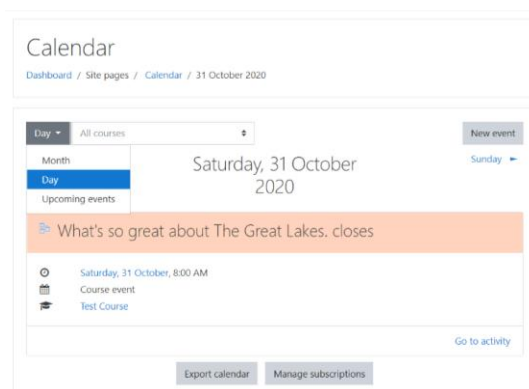 Calendar
Dashboard / Site pages / Calendar / 31 October 2020
Day All courses New event
Month
Day
Upcoming events
Saturday, 31 October
2020
Sunday ►
What's so great about The Great Lakes. closes
Saturday, 31 October, 8:00 AM
Course event
Test Course
Go to activity
Export calendar Manage subscriptions